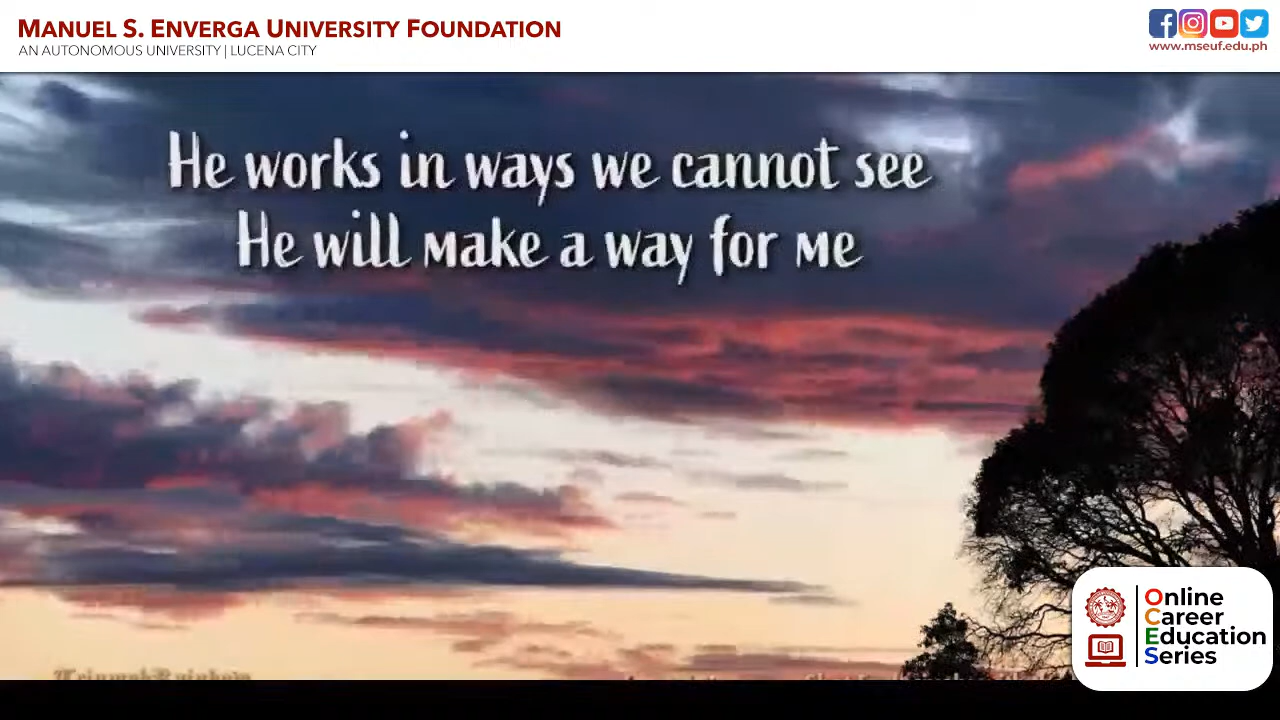 MANUEL S. ENVERGA UNIVERSITY FOUNDATION
AN AUTONOMOUS UNIVERSITY | LUCENA CITY
www.mseuf.edu.ph
He works in ways we cannot see
He will make a way for me
Online
Career
Education
Series